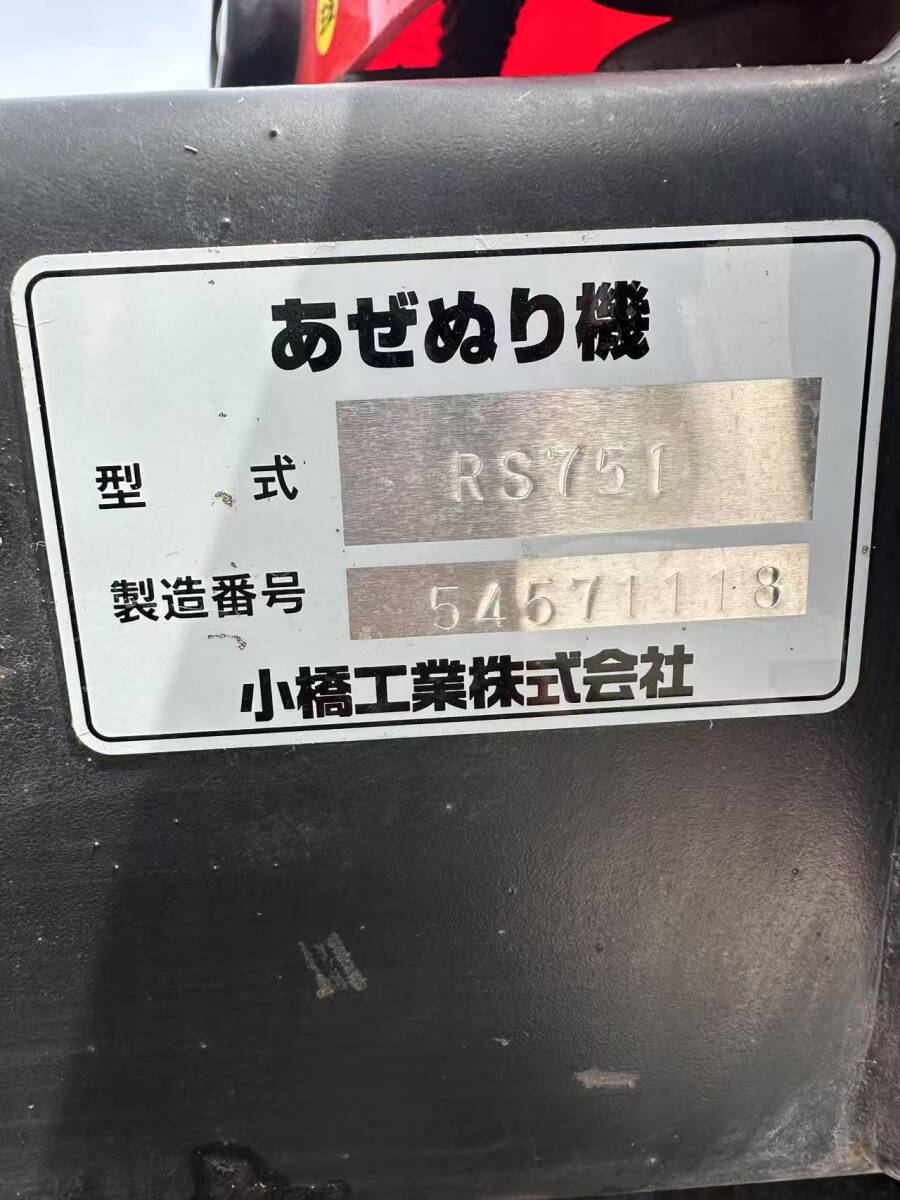 あぜぬり機
型式 RS751
製造番号 54571118
小橋工業株式会社